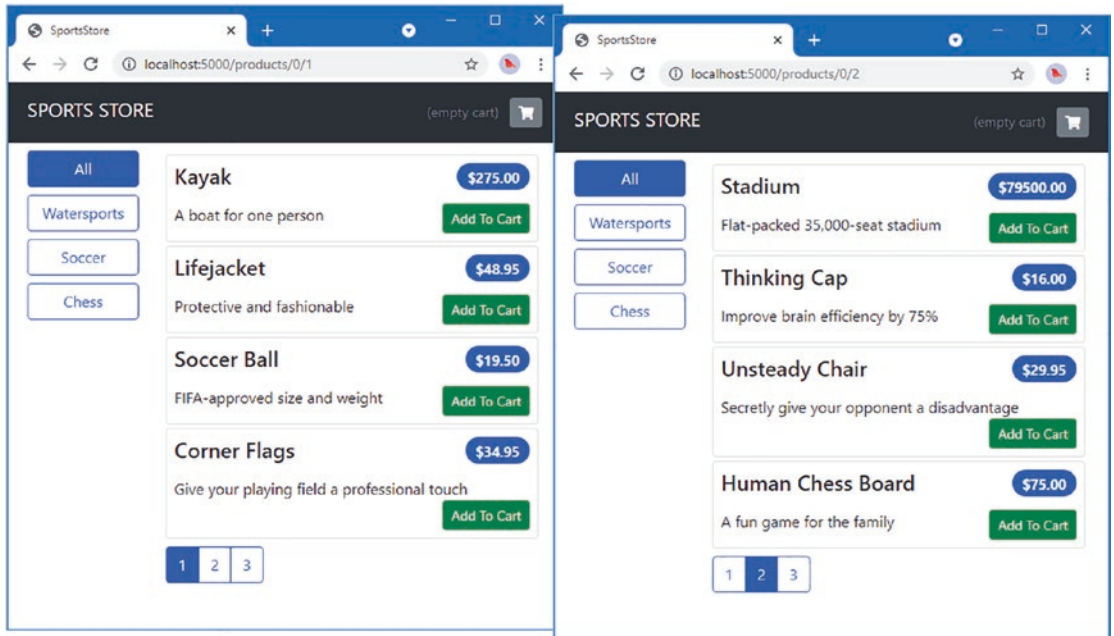 SportsStore
localhost:5000/products/0/1
SPORTS STORE
(empty cart)
All
Watersports
Soccer
Chess
Kayak
$275.00
A boat for one person
Add To Cart
Lifejacket
$48.95
Protective and fashionable
Add To Cart
Soccer Ball
$19.50
FIFA-approved size and weight
Add To Cart
Corner Flags
$34.95
Give your playing field a professional touch
Add To Cart
1 2 3
SportsStore
localhost:5000/products/0/2
SPORTS STORE
(empty cart)
All
Watersports
Soccer
Chess
Stadium
$79500.00
Flat-packed 35,000-seat stadium
Add To Cart
Thinking Cap
$16.00
Improve brain efficiency by 75%
Add To Cart
Unsteady Chair
$29.95
Secretly give your opponent a disadvantage
Add To Cart
Human Chess Board
$75.00
A fun game for the family
Add To Cart
1 2 3